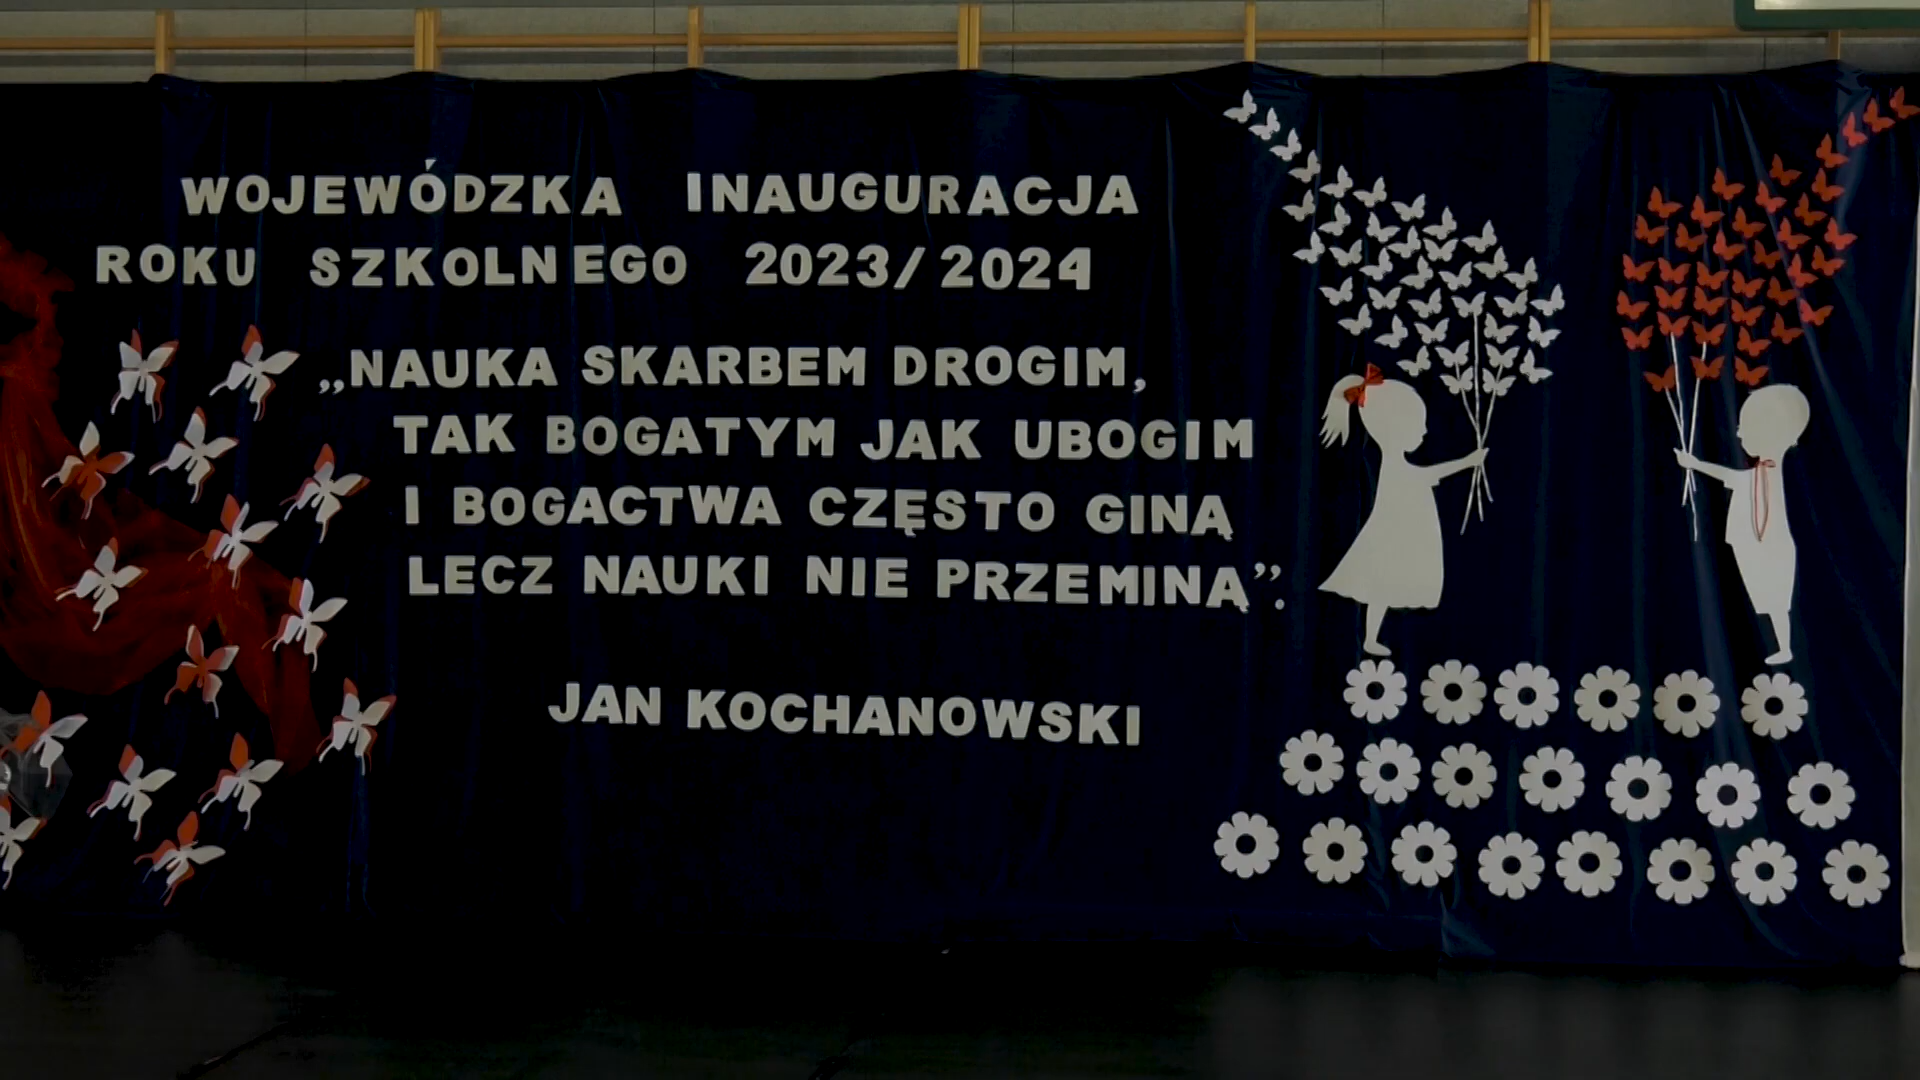 WOJEWÓDZKA INAUGURACJA
ROKU SZKOLNEGO 2023/2024
„NAUKA SKARBEM DROGIM,
TAK BOGATYM JAK UBOGIM
I BOGACTWA CZĘSTO GINĄ
LECZ NAUKI NIE PRZEMINĄ”.
JAN KOCHANOWSKI